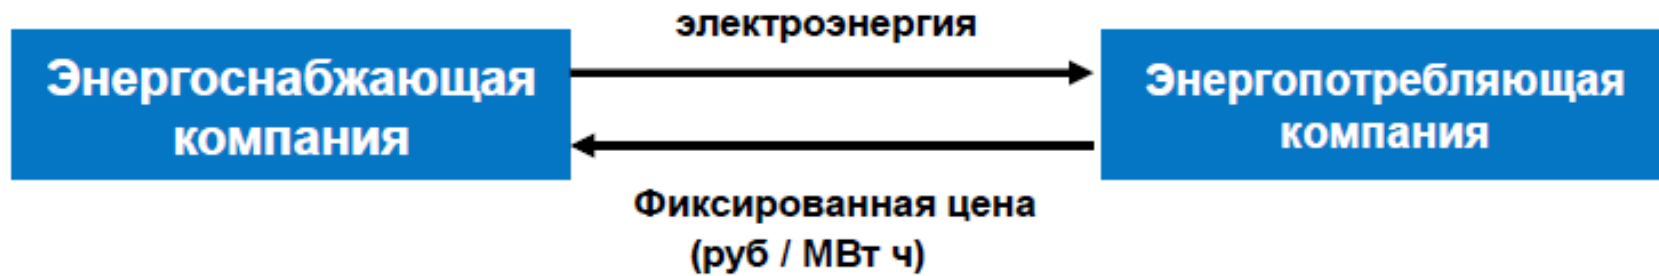 электроэнергия
Энергоснабжающая
компания
Энергопотребляющая
компания
Фиксированная цена
(руб / МВт ч)